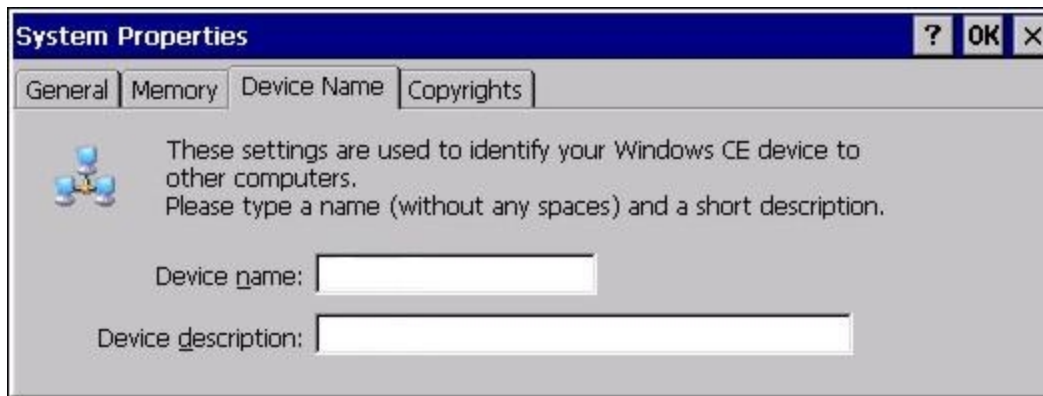 System Properties ? OK ×
General Memory Device Name Copyrights
These settings are used to identify your Windows CE device to
other computers.
Please type a name (without any spaces) and a short description.
Device name:
Device description: